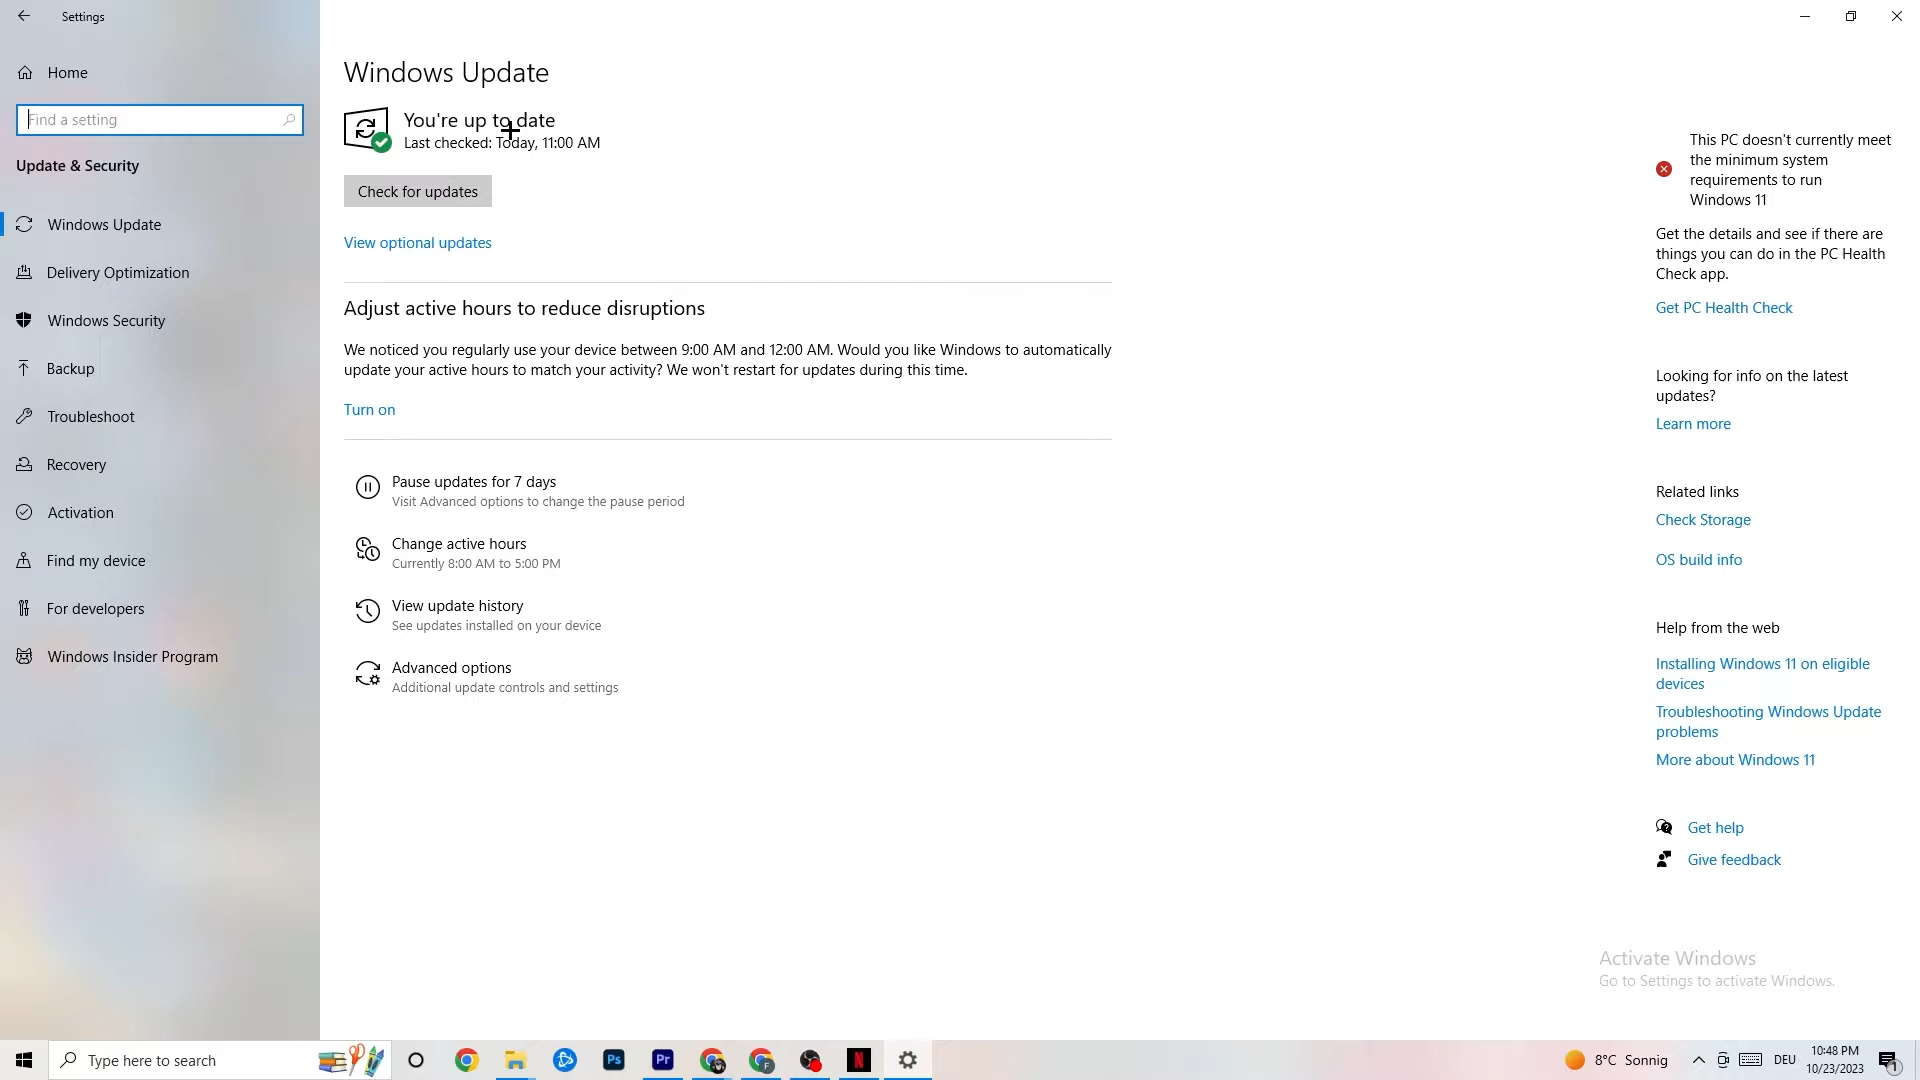 Settings
Home
Find a setting
Update & Security
Windows Update
Delivery Optimization
Windows Security
Backup
Troubleshoot
Recovery
Activation
Find my device
For developers
Windows Insider Program
Windows Update
You're up to date
Last checked: Today, 11:00 AM
Check for updates
View optional updates
Adjust active hours to reduce disruptions
We noticed you regularly use your device between 9:00 AM and 12:00 AM. Would you like Windows to automatically
update your active hours to match your activity? We won't restart for updates during this time.
Turn on
Pause updates for 7 days
Visit Advanced options to change the pause period
Change active hours
Currently 8:00 AM to 5:00 PM
View update history
See updates installed on your device
Advanced options
Additional update controls and settings
This PC doesn't currently meet
the minimum system
requirements to run
Windows 11
Get the details and see if there are
things you can do in the PC Health
Check app.
Get PC Health Check
Looking for info on the latest
updates?
Learn more
Related links
Check Storage
OS build info
Help from the web
Installing Windows 11 on eligible
devices
Troubleshooting Windows Update
problems
More about Windows 11
Get help
Give feedback
Activate Windows
Go to Settings to activate Windows.
Type here to search
Ps
Pr
F
N
8°C Sonnig
DEU
10:48 PM
10/23/2023
1